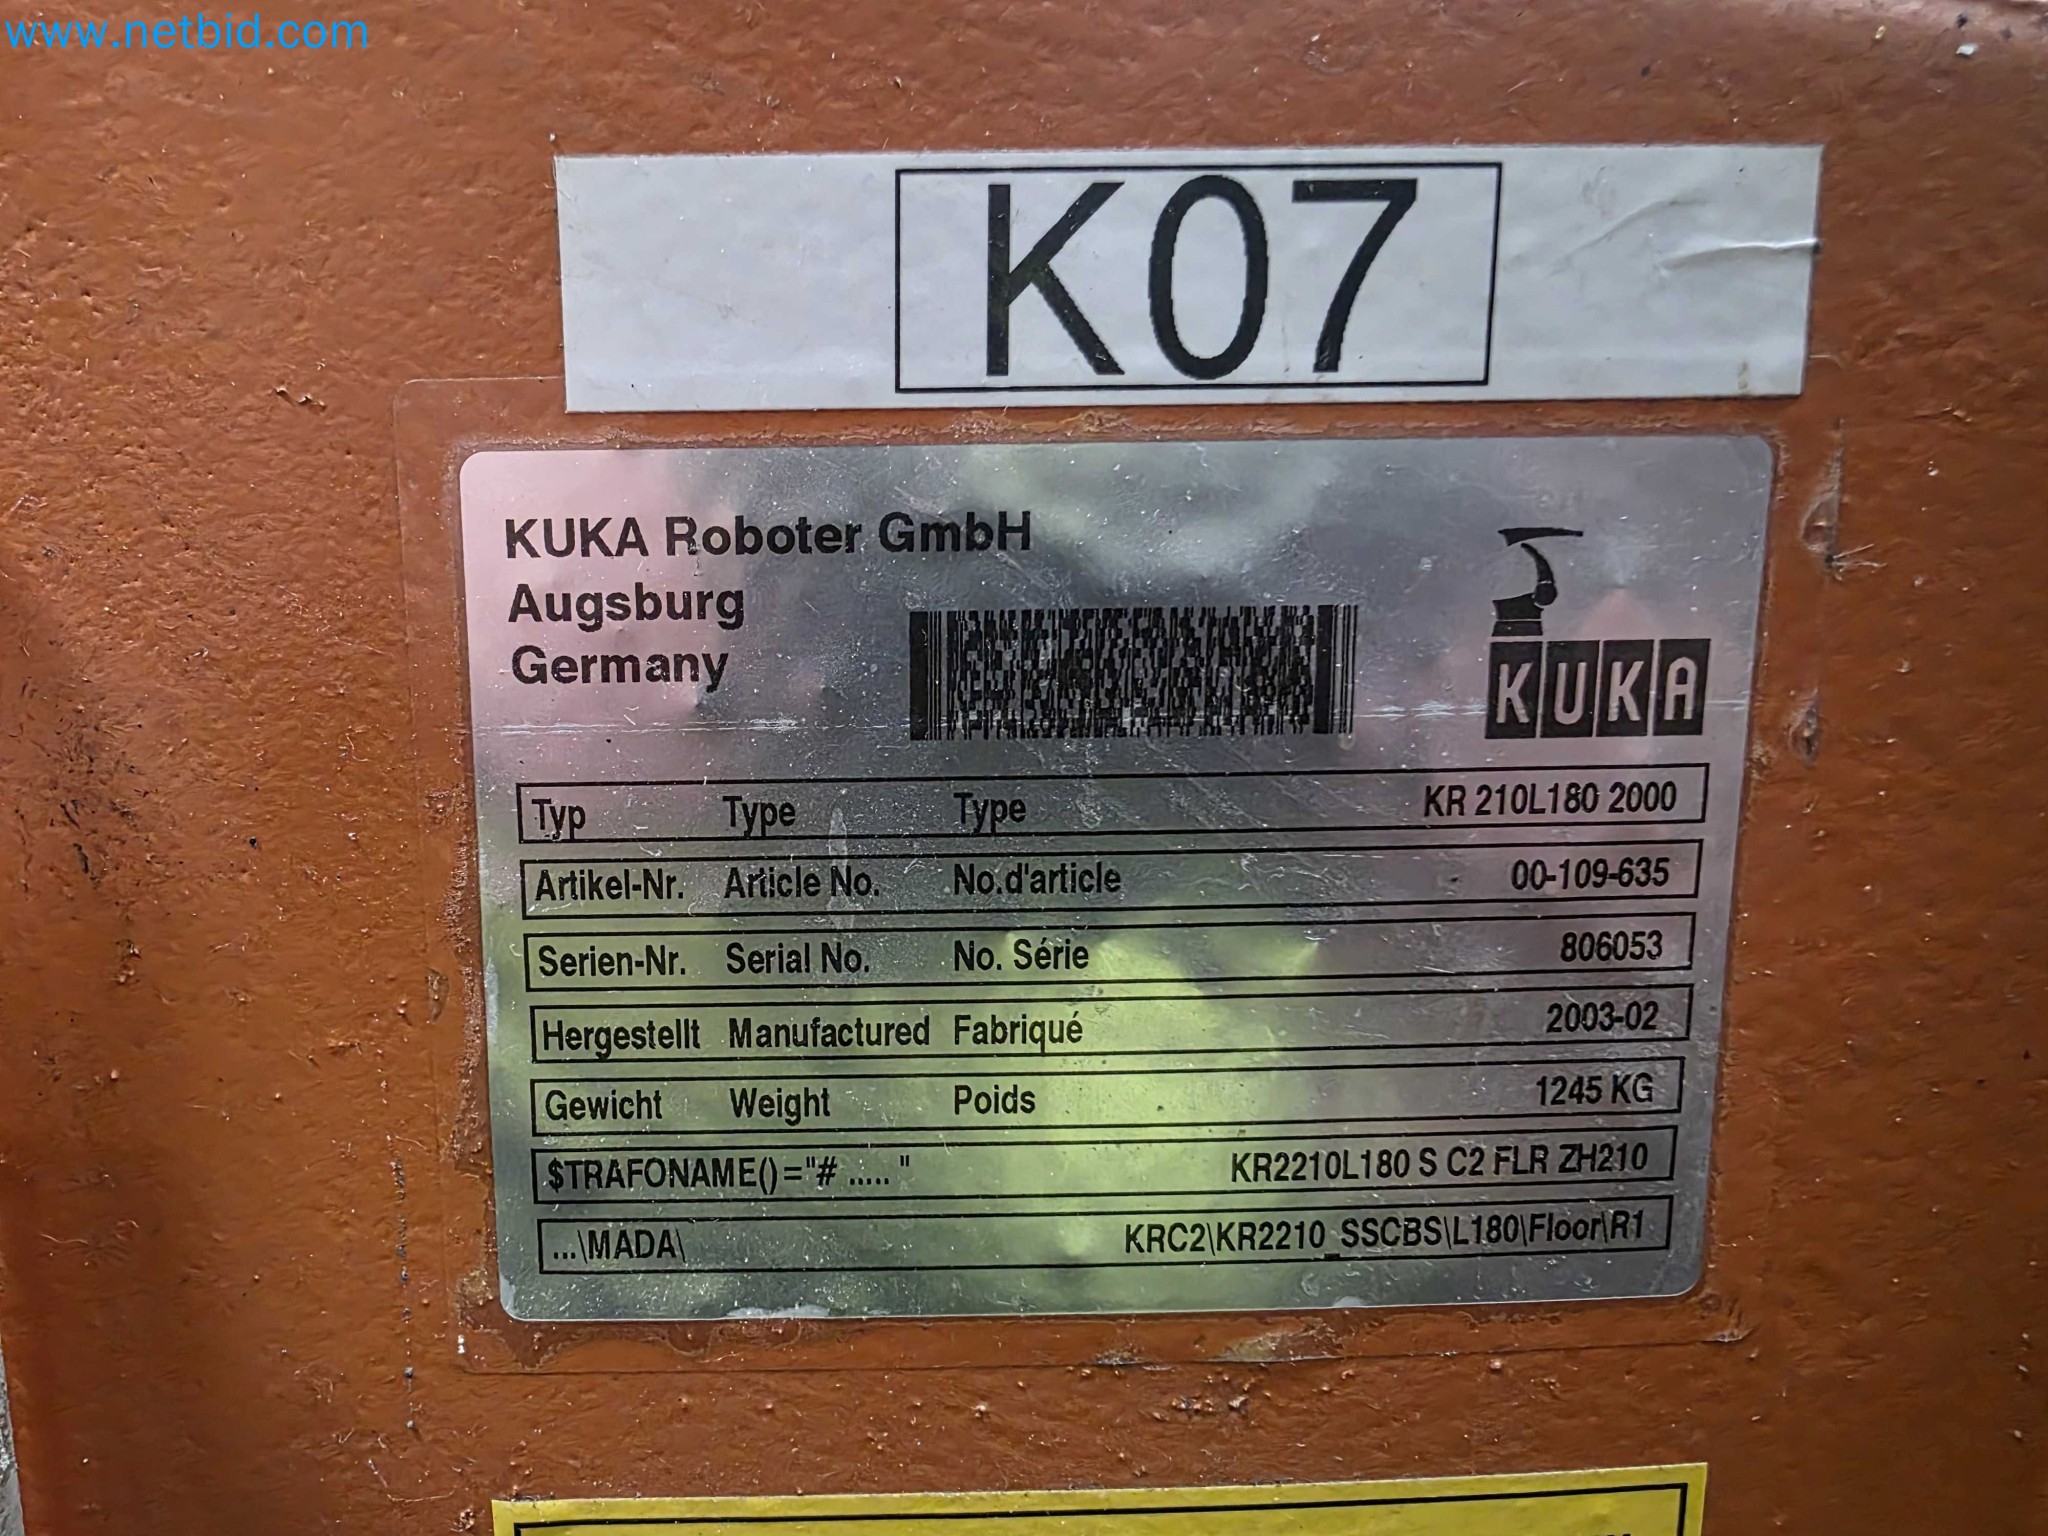 www.netbid.com
K07
KUKA Roboter GmbH
Augsburg
Germany
KUKA
Typ Type Type KR 210L180 2000
Artikel-Nr. Article No. No.d'article 00-109-635
Serien-Nr. Serial No. No. Série 806053
Hergestellt Manufactured Fabriqué 2003-02
Gewicht Weight Poids 1245 KG
$TRAFONAME()="# ....." KR2210L180 S C2 FLR ZH210
...\MADA\ KRC2\KR2210_SSCBS\L180\Floor\R1